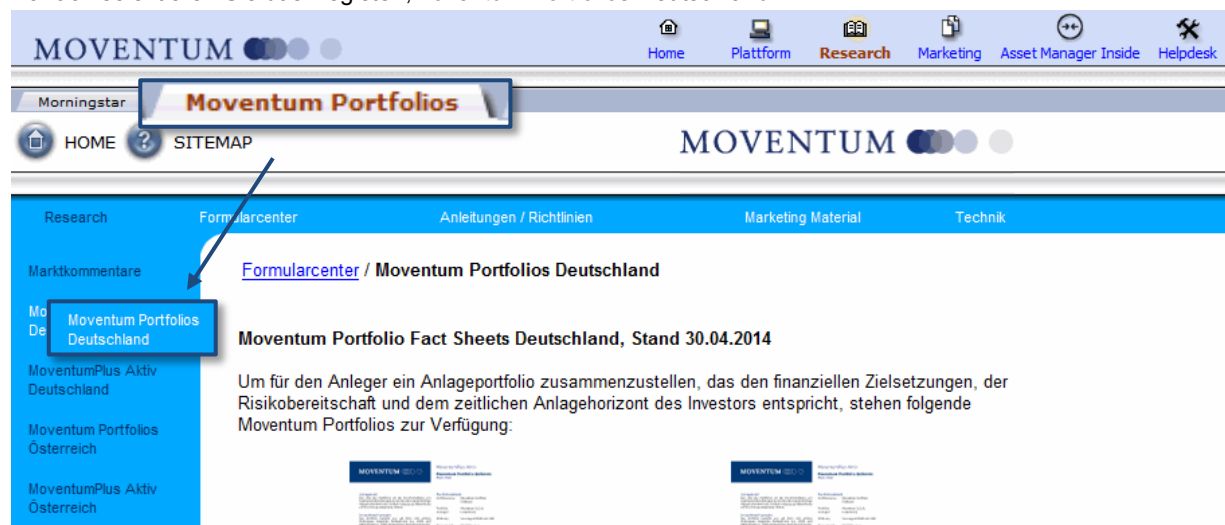 MOVENTUM
Home Plattform Research Marketing Asset Manager Inside Helpdesk
Morningstar Moventum Portfolios
HOME SITEMAP MOVENTUM
Research Formularcenter Anleitungen / Richtlinien Marketing Material Technik
Marktkommentare
Formularcenter / Moventum Portfolios Deutschland
Moventum Portfolios
Deutschland
Moventum Portfolio Fact Sheets Deutschland, Stand 30.04.2014
MoventumPlus Aktiv
Deutschland
Um für den Anleger ein Anlageportfolio zusammenzustellen, das den finanziellen Zielsetzungen, der
Risikobereitschaft und dem zeitlichen Anlagehorizont des Investors entspricht, stehen folgende
Moventum Portfolios zur Verfügung:
Moventum Portfolios
Österreich
MoventumPlus Aktiv
Österreich
MOVENTUM
MOVENTUM